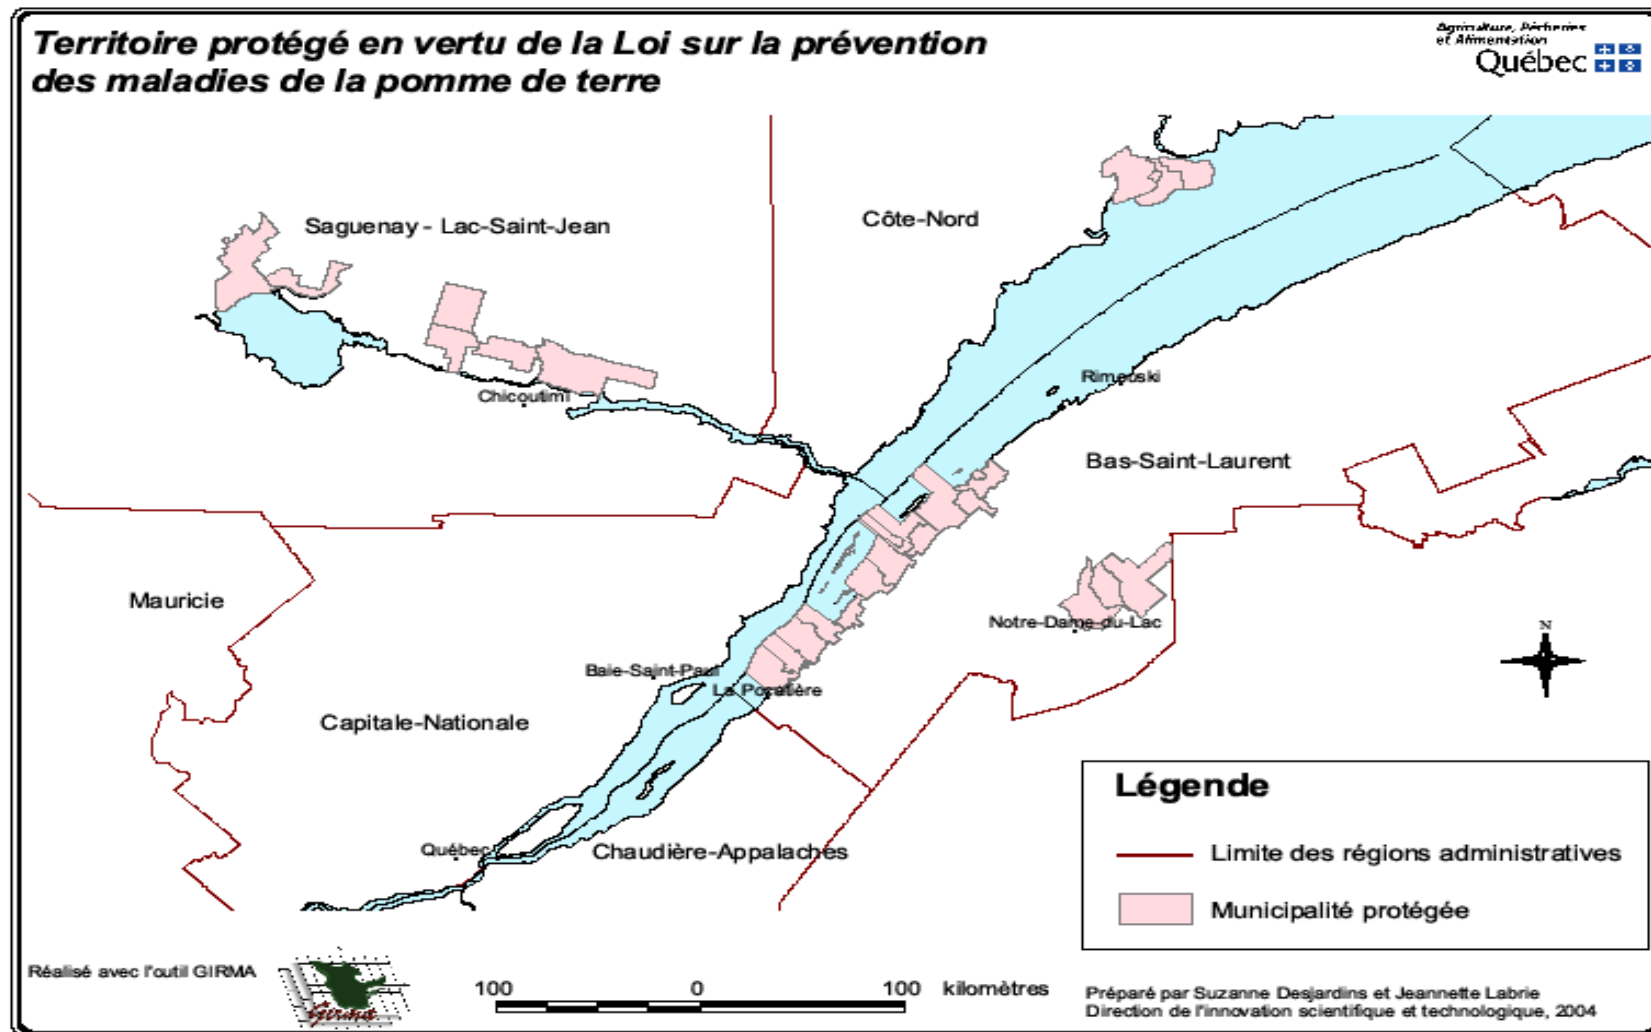 Territoire protégé en vertu de la Loi sur la prévention
des maladies de la pomme de terre
Agriculture, Pêcheries
et Alimentation
Québec
Saguenay - Lac-Saint-Jean
Côte-Nord
Rimouski
Chicoutimi
Bas-Saint-Laurent
Mauricie
Notre-Dame-du-Lac
N
Baie-Saint-Paul
La Pocatière
Capitale-Nationale
Québec
Chaudière-Appalaches
Légende
Limite des régions administratives
Municipalité protégée
Réalisé avec l'outil GIRMA
Girma
100 0 100 kilomètres
Préparé par Suzanne Desjardins et Jeannette Labrie
Direction de l'innovation scientifique et technologique, 2004